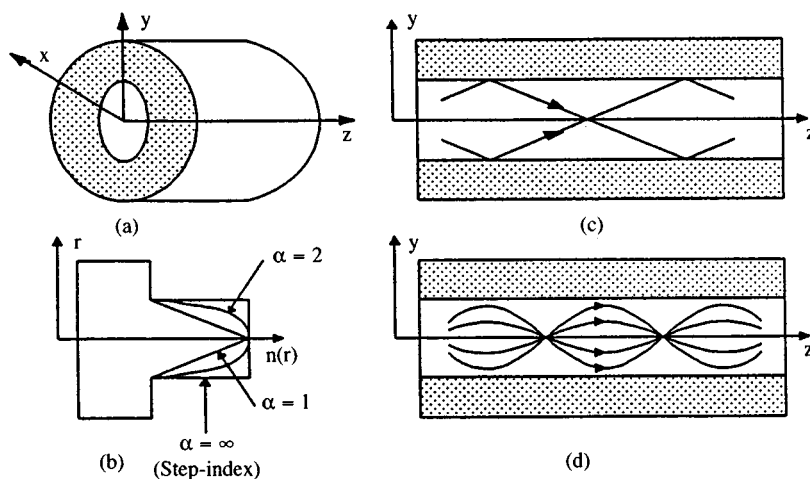 y
x
z
(a)
y
z
(c)
r
α = 2
n(r)
α = 1
α = ∞
(Step-index)
(b)
y
z
(d)